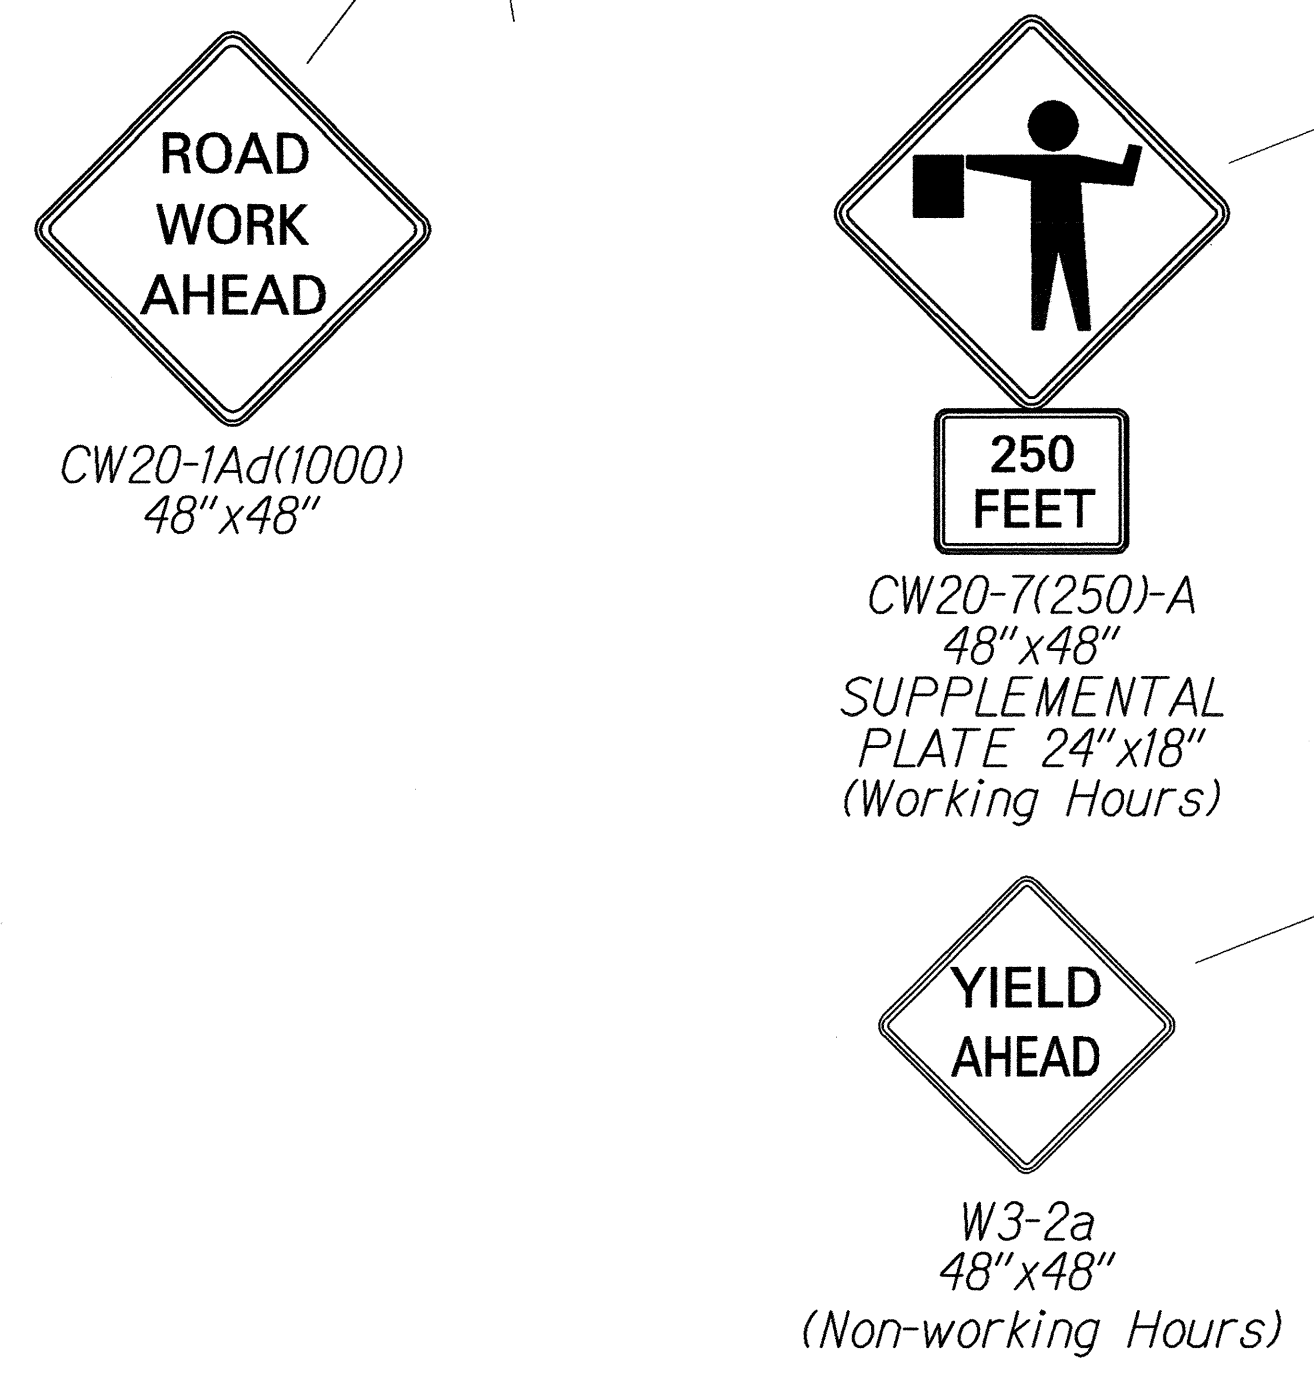 ROAD
WORK
AHEAD
CW20-1Ad(1000)
48"x48"
250
FEET
CW20-7(250)-A
48"x48"
SUPPLEMENTAL
PLATE 24"x18"
(Working Hours)
YIELD
AHEAD
W3-2a
48"x48"
(Non-working Hours)